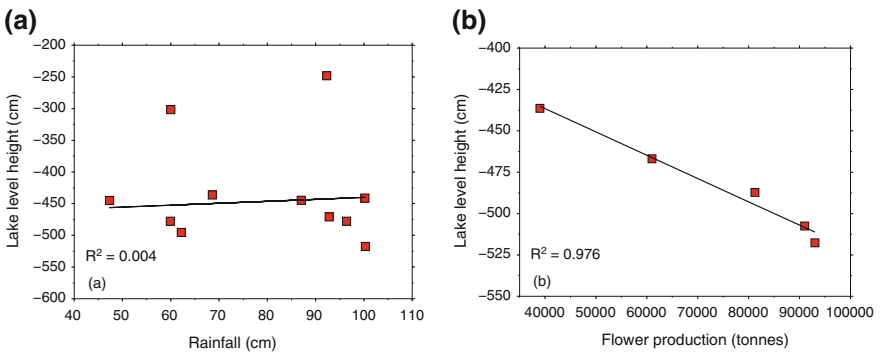 (a)
−200
−250
−300
−350
−400
−450
−500
−550
−600
40 50 60 70 80 90 100 110
Lake level height (cm)
Rainfall (cm)
R² = 0.004
(a)
(b)
−400
−425
−450
−475
−500
−525
−550
40000 50000 60000 70000 80000 90000 100000
Lake level height (cm)
Flower production (tonnes)
R² = 0.976
(b)